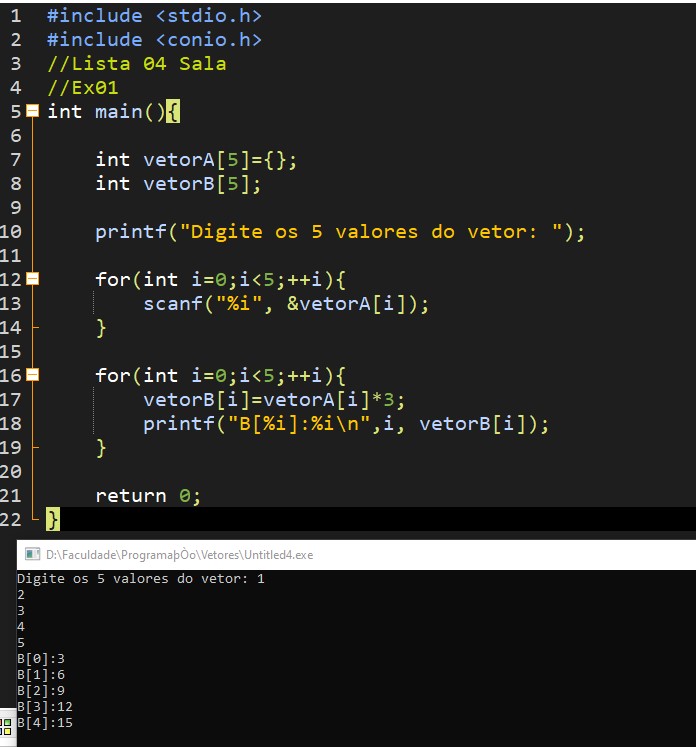 1 #include <stdio.h>
2 #include <conio.h>
3 //Lista 04 Sala
4 //Ex01
5 int main(){
6
7 int vetorA[5]={};
8 int vetorB[5];
9
10 printf("Digite os 5 valores do vetor: ");
11
12 for(int i=0;i<5;++i){
13 scanf("%i", &vetorA[i]);
14 }
15
16 for(int i=0;i<5;++i){
17 vetorB[i]=vetorA[i]*3;
18 printf("B[%i]:%i\n",i, vetorB[i]);
19 }
20
21 return 0;
22 }
D:\Faculdade\ProgramaþÒo\Vetores\Untitled4.exe
Digite os 5 valores do vetor: 1
2
3
4
5
B[0]:3
B[1]:6
B[2]:9
B[3]:12
B[4]:15